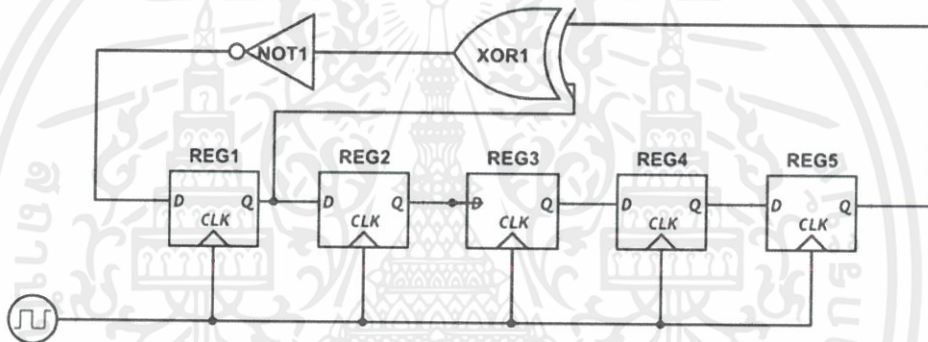 NOT1
XOR1
REG1
REG2
REG3
REG4
REG5
D Q
CLK
D Q
CLK
D Q
CLK
D Q
CLK
D Q
CLK